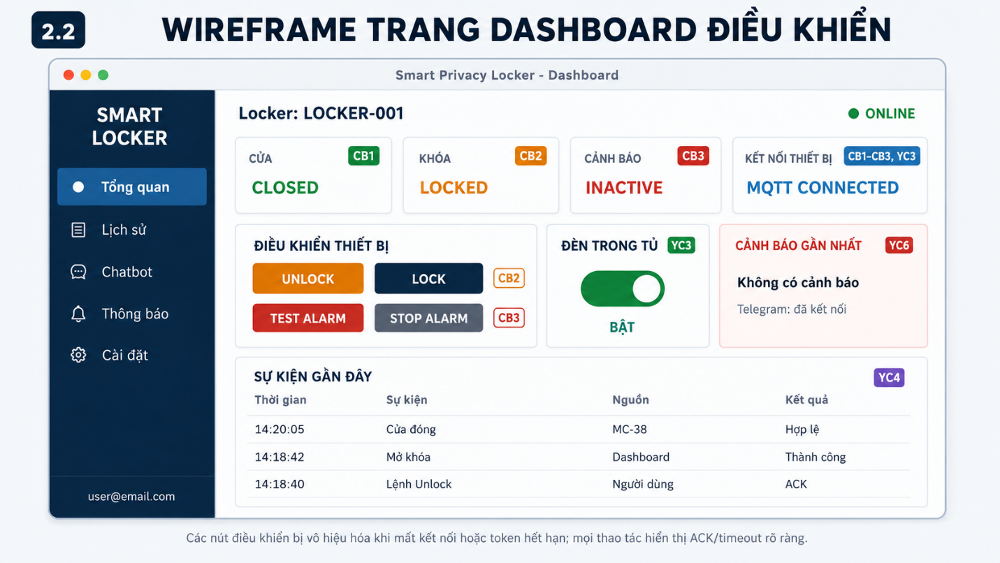 2.2
WIREFRAME TRANG DASHBOARD ĐIỀU KHIỂN
Smart Privacy Locker - Dashboard
SMART
LOCKER
Tổng quan
Lịch sử
Chatbot
Thông báo
Cài đặt
user@email.com
Locker: LOCKER-001
ONLINE
CỬA CB1
CLOSED
KHÓA CB2
LOCKED
CẢNH BÁO CB3
INACTIVE
KẾT NỐI THIẾT BỊ CB1–CB3, YC3
MQTT CONNECTED
ĐIỀU KHIỂN THIẾT BỊ
UNLOCK LOCK CB2
TEST ALARM STOP ALARM CB3
ĐÈN TRONG TỦ YC3
BẬT
CẢNH BÁO GẦN NHẤT YC6
Không có cảnh báo
Telegram: đã kết nối
SỰ KIỆN GẦN ĐÂY YC4
Thời gian Sự kiện Nguồn Kết quả
14:20:05 Cửa đóng MC-38 Hợp lệ
14:18:42 Mở khóa Dashboard Thành công
14:18:40 Lệnh Unlock Người dùng ACK
Các nút điều khiển bị vô hiệu hóa khi mất kết nối hoặc token hết hạn; mọi thao tác hiển thị ACK/timeout rõ ràng.